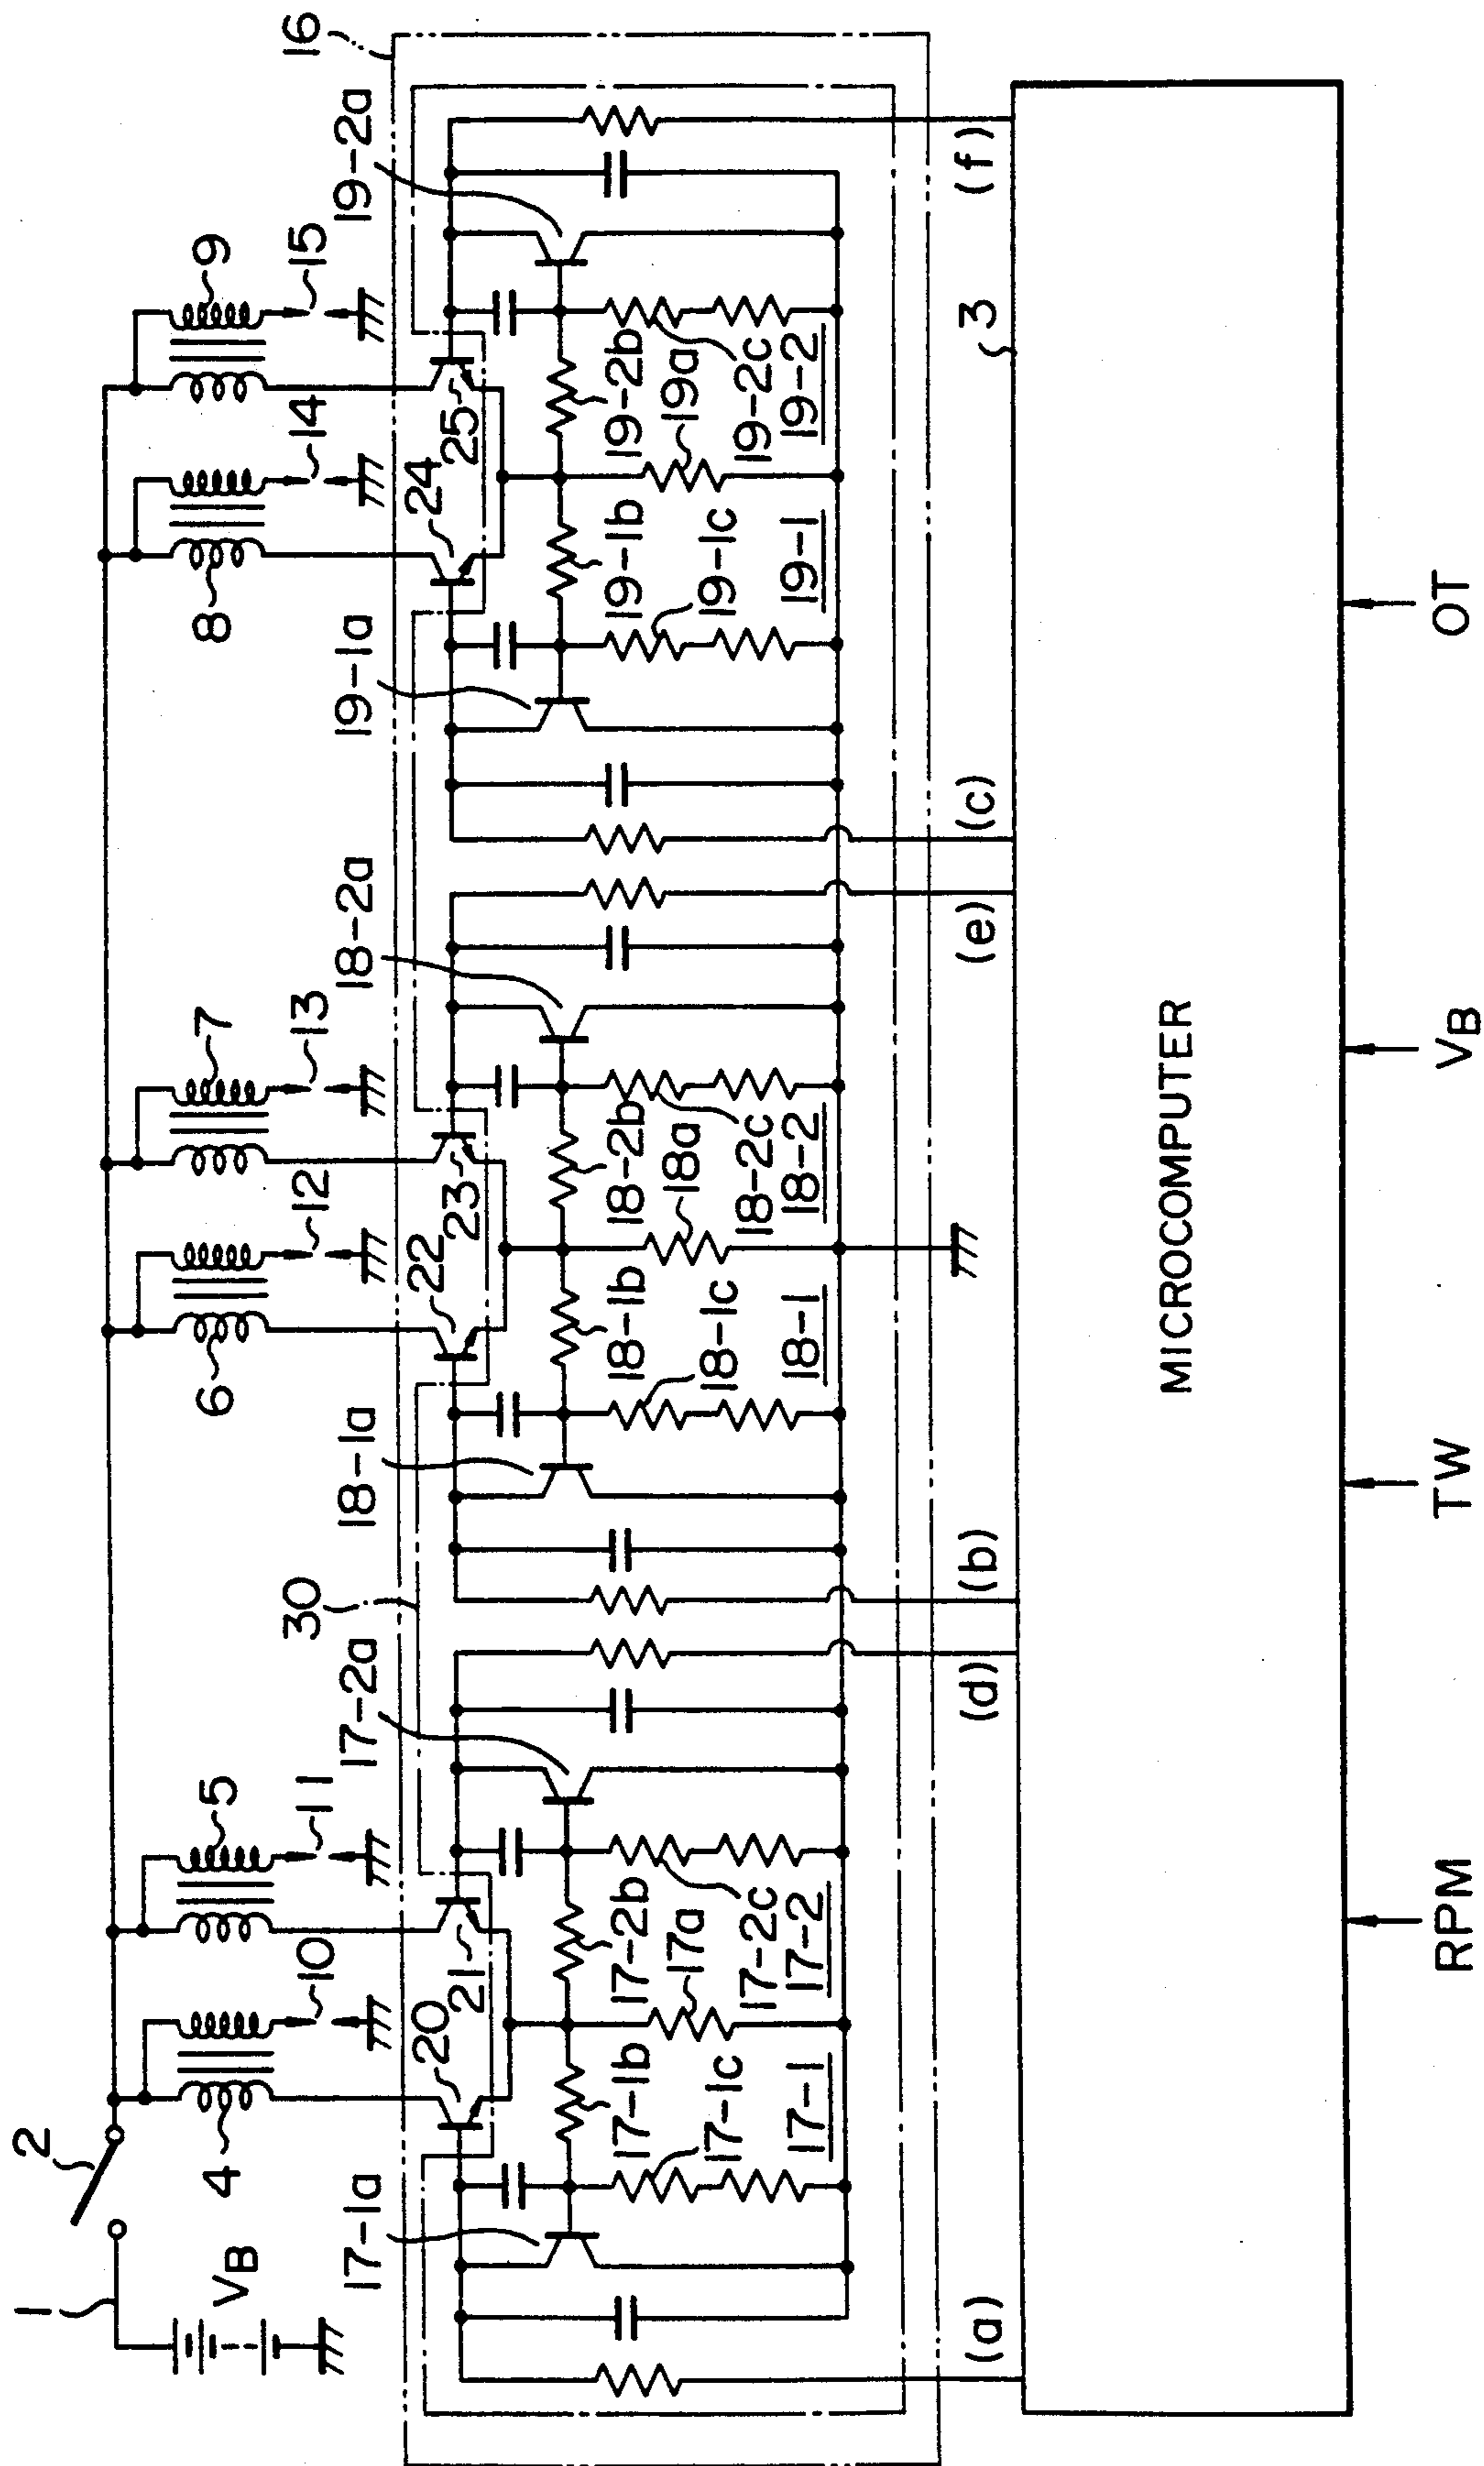 1
2
VB
4
10
5
11
6
12
7
13
8
14
9
15
16
17-1a
20
21
17-2a
30
18-1a
22
23
18-2a
19-1a
24
25
19-2a
17-1b
17-2b
18-1b
18-2b
19-1b
19-2b
17-1c
17a
18-1c
18a
19-1c
19a
17-2c
18-2c
19-2c
17-1
17-2
18-1
18-2
19-1
19-2
(a)
(d)
(b)
(e)
(c)
(f)
3
MICROCOMPUTER
RPM
TW
VB
OT